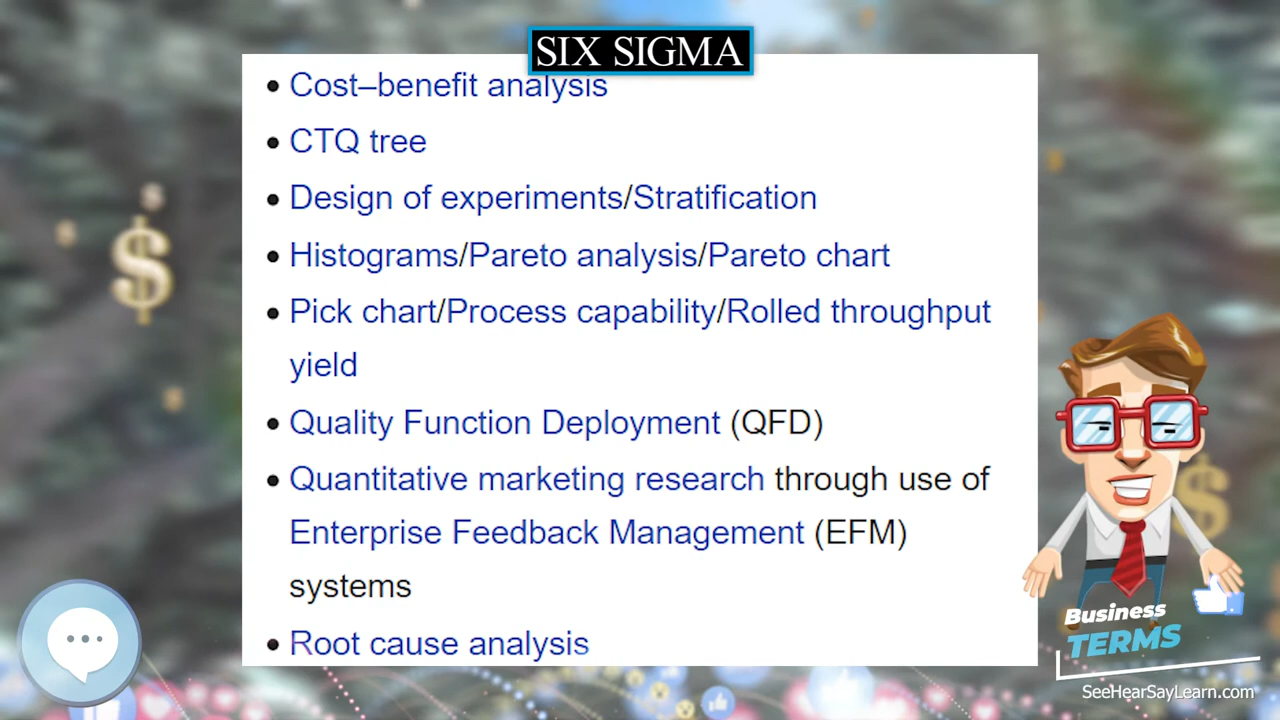 SIX SIGMA
• Cost–benefit analysis
• CTQ tree
• Design of experiments/Stratification
• Histograms/Pareto analysis/Pareto chart
• Pick chart/Process capability/Rolled throughput
yield
• Quality Function Deployment (QFD)
• Quantitative marketing research through use of
Enterprise Feedback Management (EFM)
systems
• Root cause analysis
Business
TERMS
SeeHearSayLearn.com